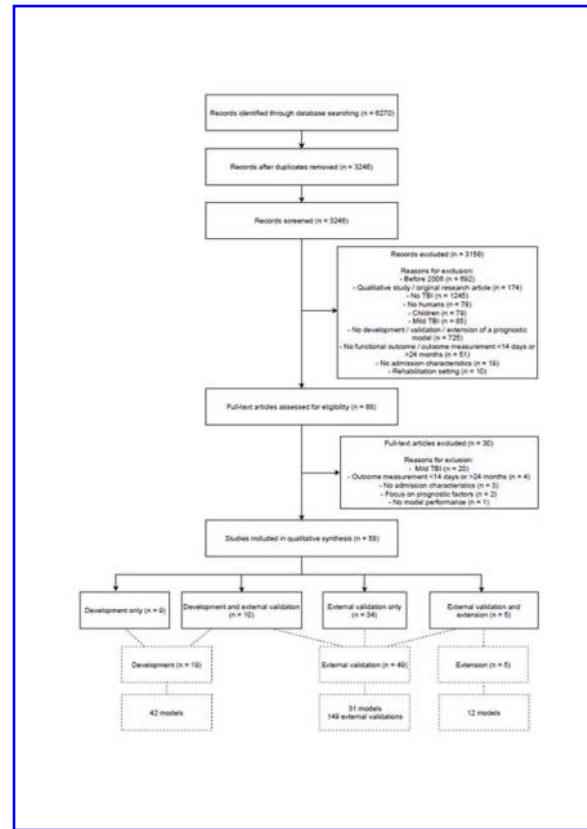 Records identified through database searching (n = 6270)
Records after duplicates removed (n = 3246)
Records screened (n = 3246)
Records excluded (n = 3158)
Reasons for exclusion:
- Before 2006 (n = 692)
- Qualitative study / original research article (n = 174)
- No TBI (n = 1245)
- No humans (n = 78)
- Children (n = 79)
- Mild TBI (n = 85)
- No development / validation / extension of a prognostic
model (n = 725)
- No functional outcome / outcome measurement <14 days or
>24 months (n = 51)
- No admission characteristics (n = 19)
- Rehabilitation setting (n = 10)
Full-text articles assessed for eligibility (n = 88)
Full-text articles excluded (n = 30)
Reasons for exlusion:
- Mild TBI (n = 20)
- Outcome measurement <14 days or >24 months (n = 4)
- No admission characteristics (n = 3)
- Focus on prognostic factors (n = 2)
- No model performance (n = 1)
Studies included in qualitative synthesis (n = 58)
Development only (n = 9)
Development and external validation
(n = 10)
External validation only
(n = 34)
External validation and
extension (n = 5)
Development (n = 19)
External validation (n = 49)
Extension (n = 5)
42 models
31 models
149 external validations
12 models